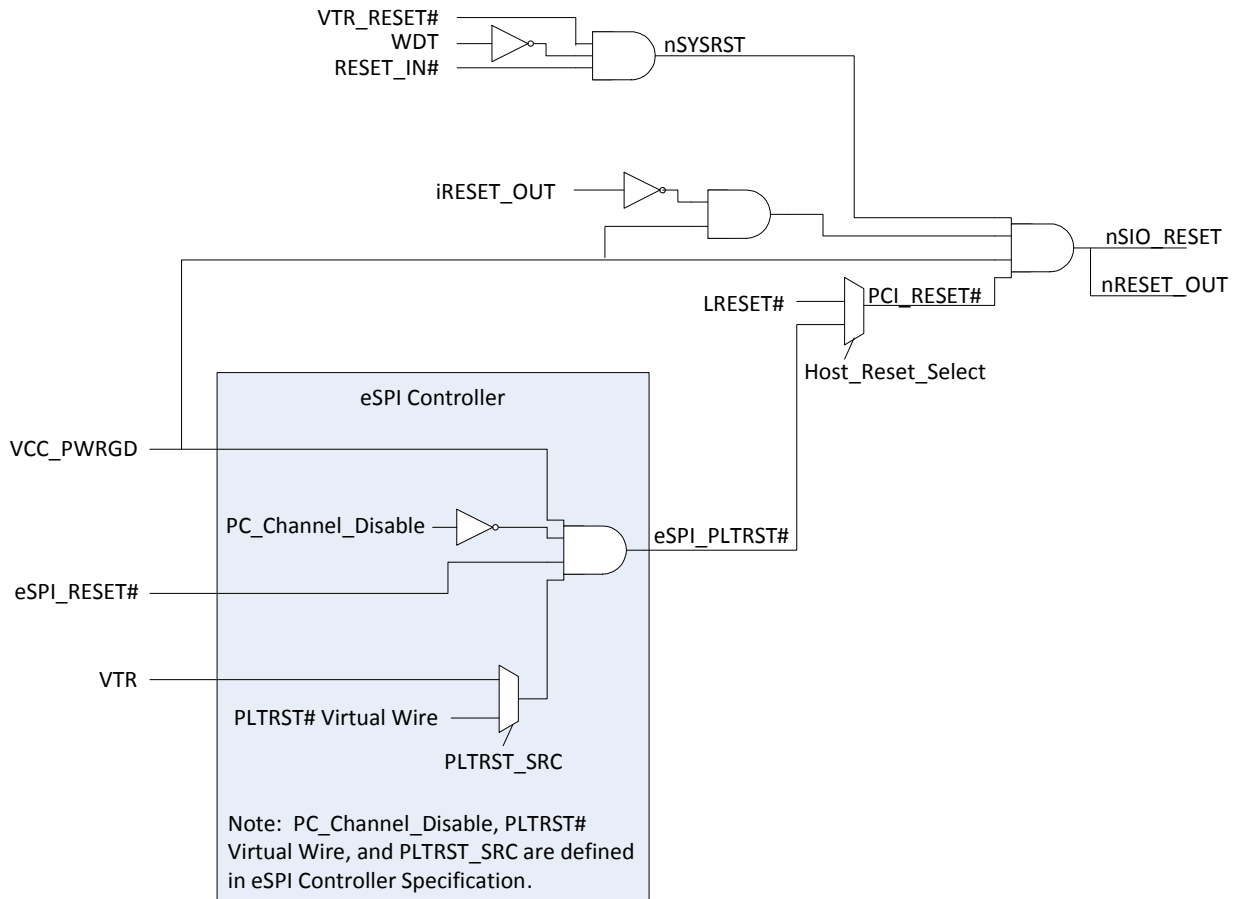 VTR_RESET#
WDT
nSYSRST
RESET_IN#
iRESET_OUT
nSIO_RESET
nRESET_OUT
LRESET#
PCI_RESET#
Host_Reset_Select
eSPI Controller
VCC_PWRGD
PC_Channel_Disable
eSPI_PLTRST#
eSPI_RESET#
VTR
PLTRST# Virtual Wire
PLTRST_SRC
Note: PC_Channel_Disable, PLTRST#
Virtual Wire, and PLTRST_SRC are defined
in eSPI Controller Specification.